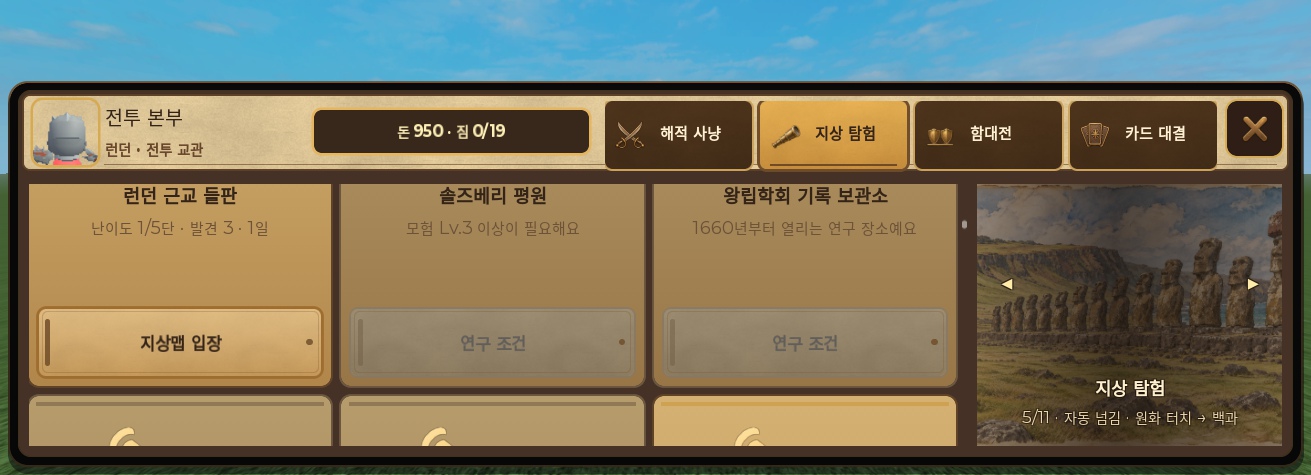 전투 본부
런던 · 전투 교관
돈 950 · 짐 0/19
해적 사냥
지상 탐험
함대전
카드 대결
런던 근교 들판
난이도 1/5단 · 발견 3 · 1일
지상맵 입장
솔즈베리 평원
모험 Lv.3 이상이 필요해요
연구 조건
왕립학회 기록 보관소
1660년부터 열리는 연구 장소예요
연구 조건
지상 탐험
5/11 · 자동 넘김 · 원화 터치 → 백과